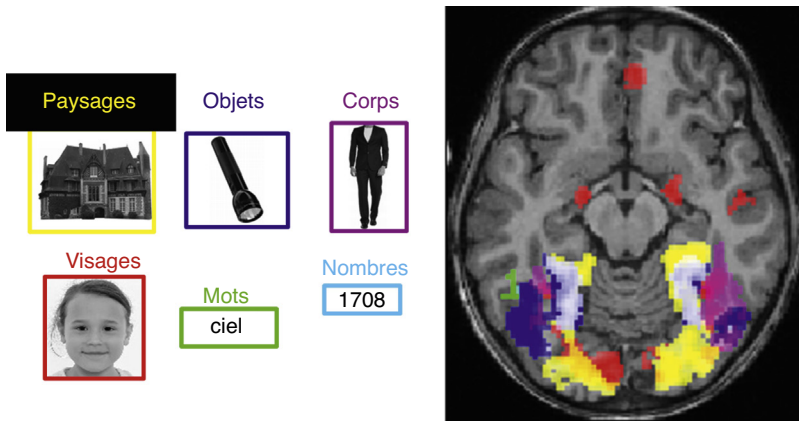 Paysages
Objets
Corps
Visages
Mots
ciel
Nombres
1708